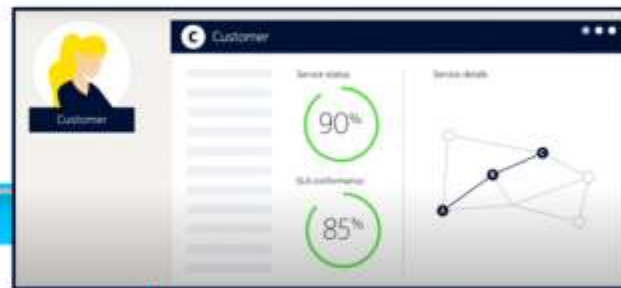 C Customer
Customer
Service status
90%
SLA conformance
85%
Service details
A
B
C